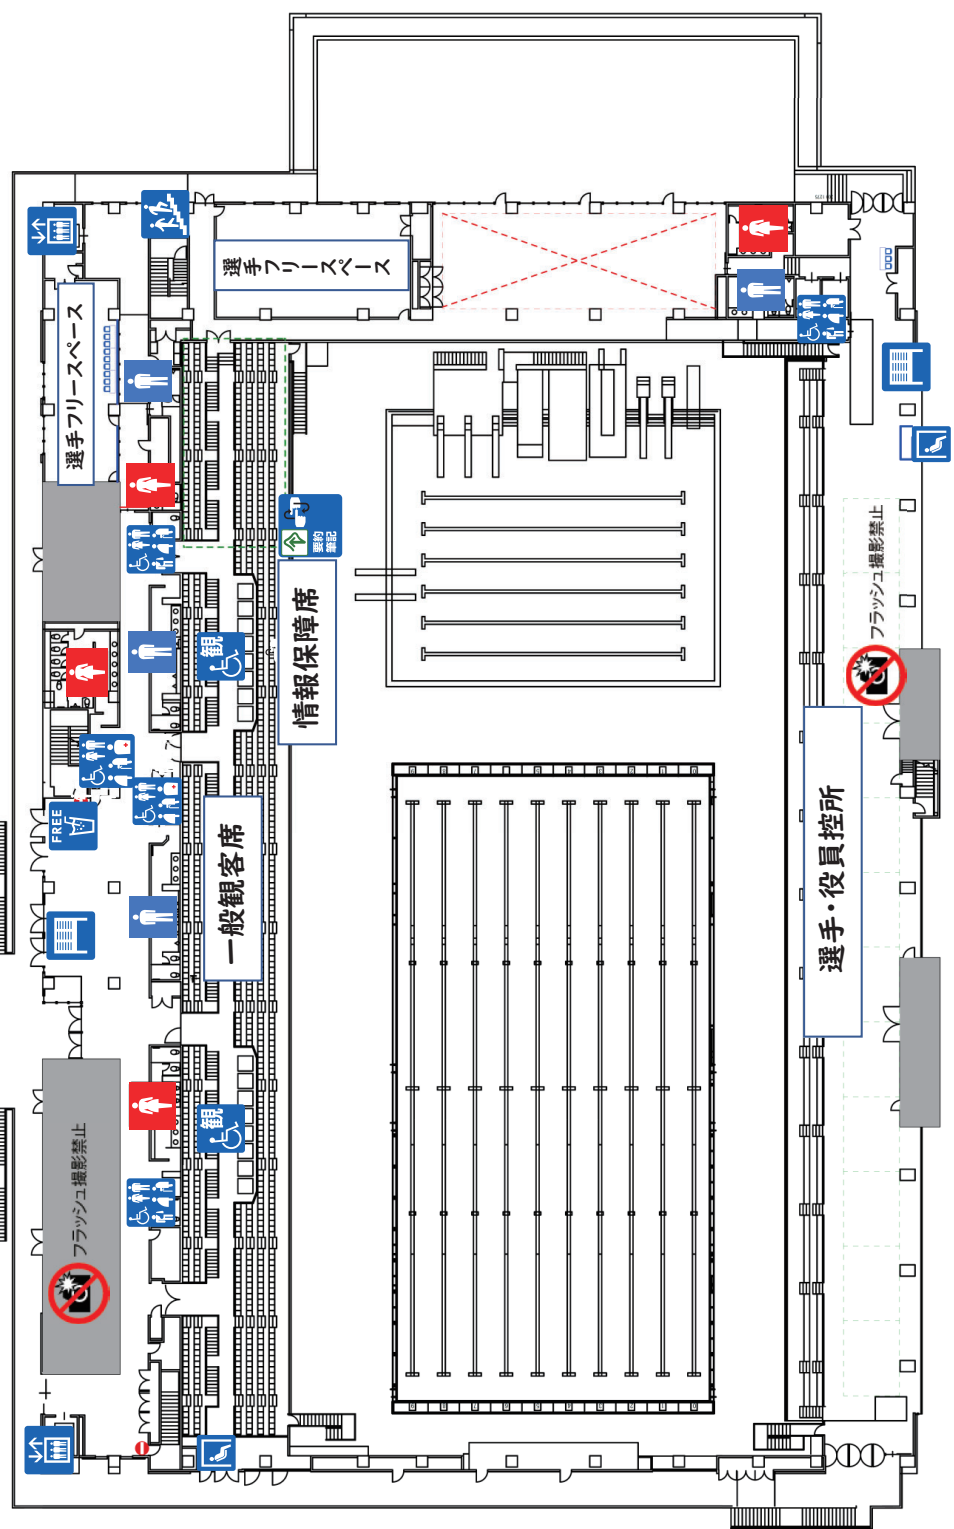 選手フリースペース
選手フリースペース
要約
筆記
情報保障席
観
フラッシュ撮影禁止
FREE
一般観客席
選手・役員控所
観
フラッシュ撮影禁止